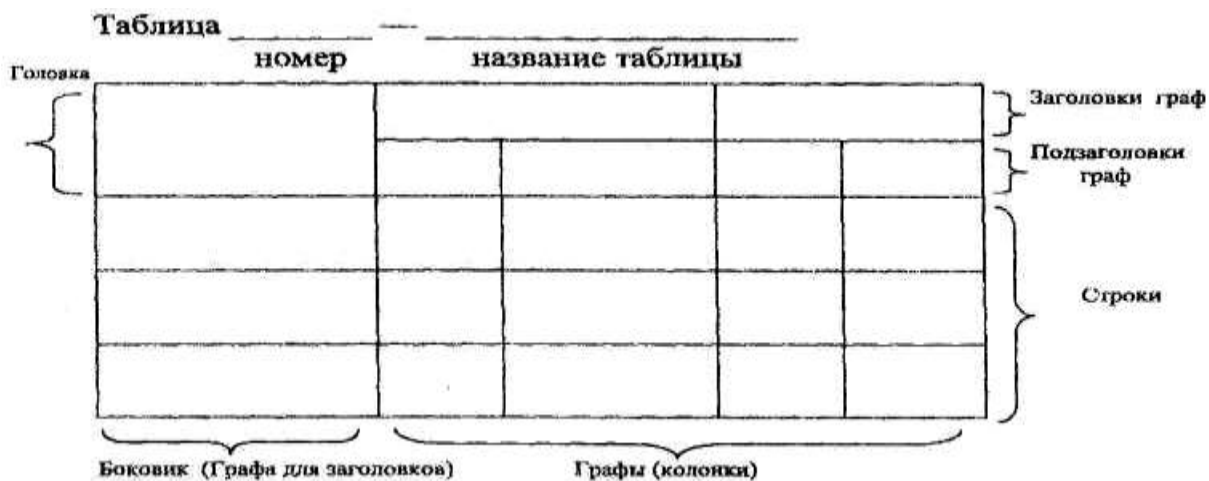 Таблица ________ — ____________________
номер название таблицы
Головка
Заголовки граф
Подзаголовки
граф
Строки
Боковик (Графа для заголовков)
Графы (колонки)